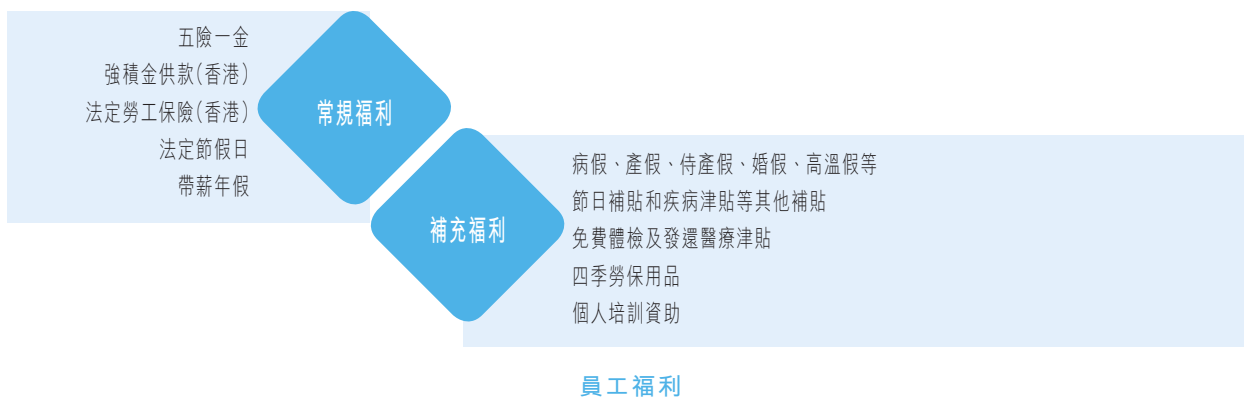 五險一金
強積金供款(香港)
法定勞工保險(香港)
法定節假日
帶薪年假
常規福利
補充福利
病假、產假、侍產假、婚假、高溫假等
節日補貼和疾病津貼等其他補貼
免費體檢及發還醫療津貼
四季勞保用品
個人培訓資助
員工福利